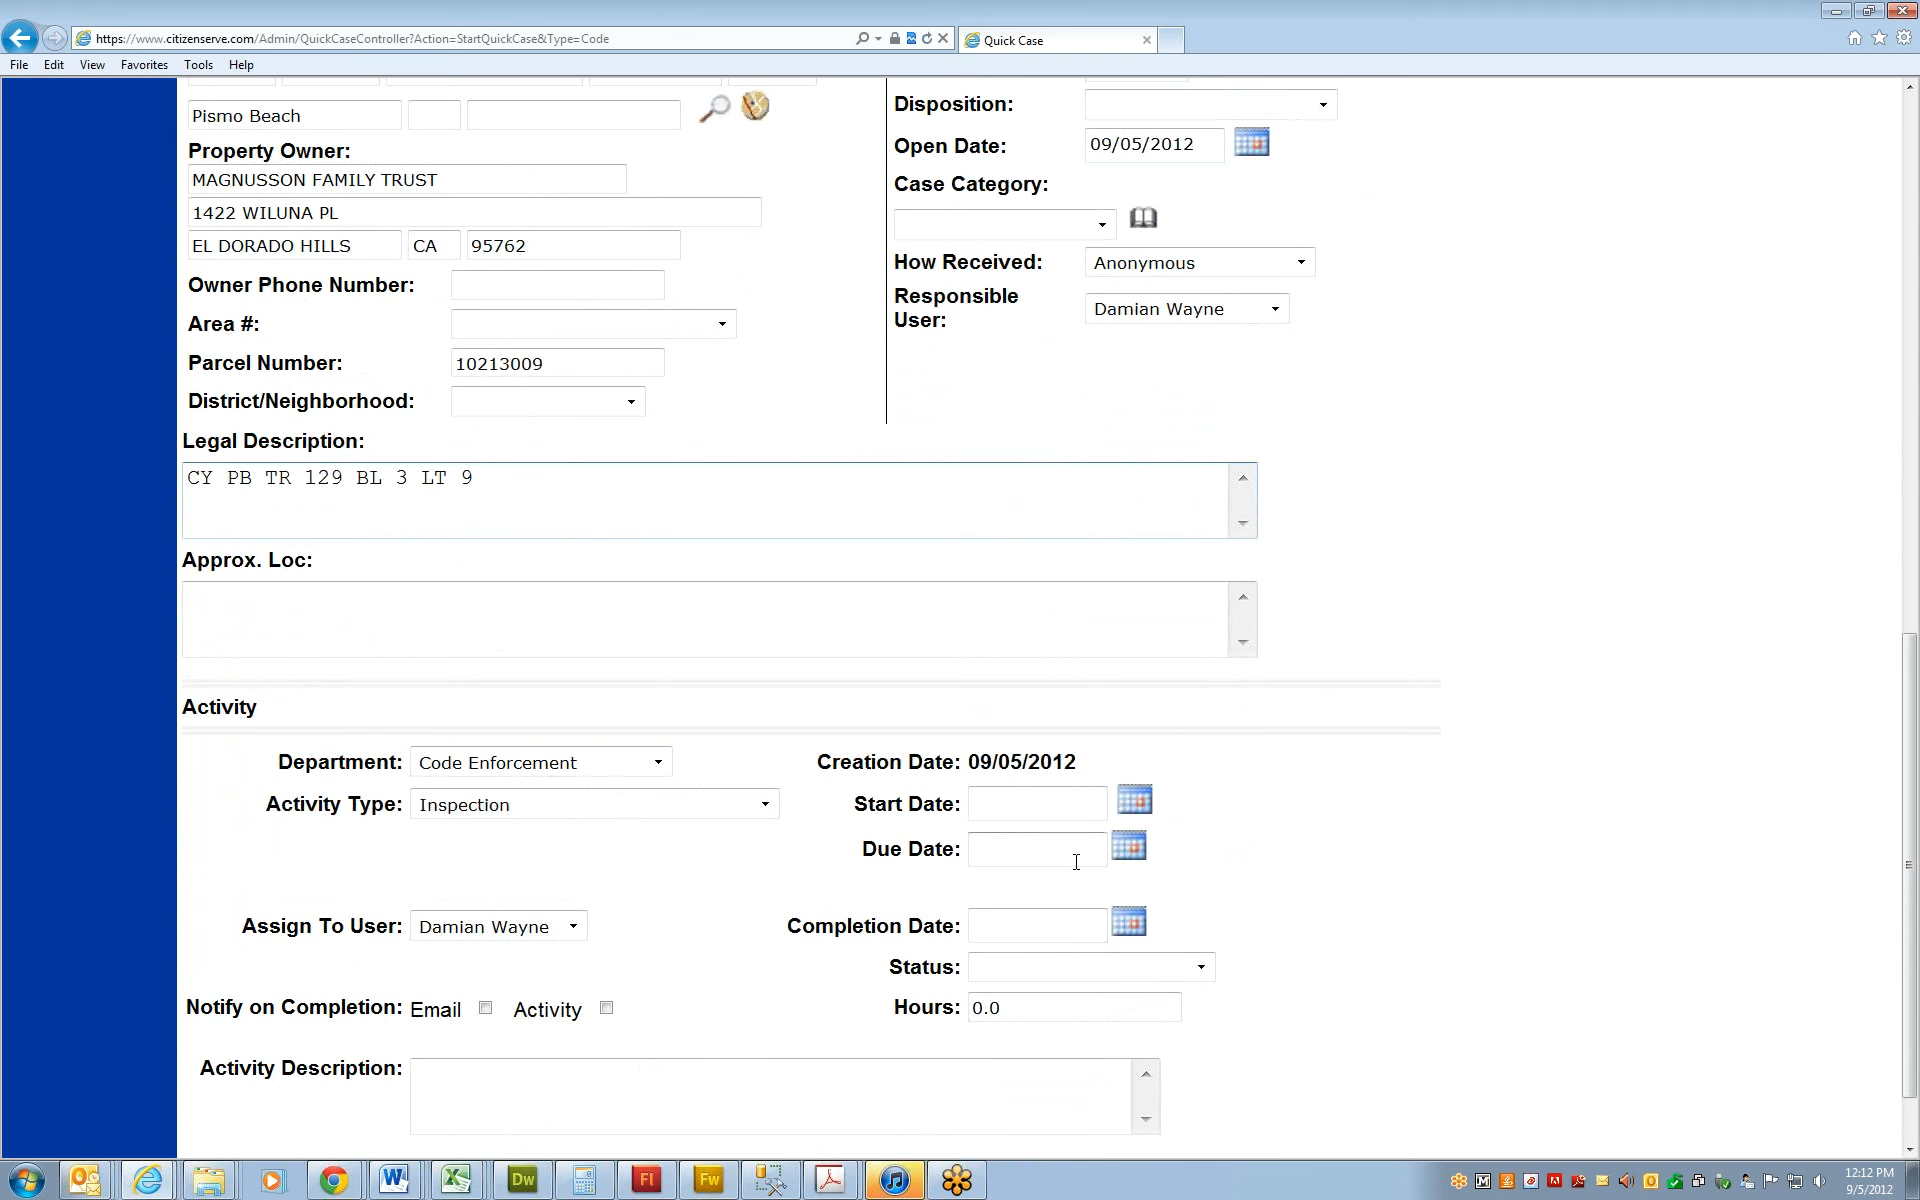 https://www.citizenserve.com/Admin/QuickCaseController?Action=StartQuickCase&Type=Code
Quick Case
File Edit View Favorites Tools Help
Pismo Beach
Property Owner:
MAGNUSSON FAMILY TRUST
1422 WILUNA PL
EL DORADO HILLS CA 95762
Owner Phone Number:
Area #:
Parcel Number: 10213009
District/Neighborhood:
Disposition:
Open Date: 09/05/2012
Case Category:
How Received: Anonymous
Responsible
User: Damian Wayne
Legal Description:
CY PB TR 129 BL 3 LT 9
Approx. Loc:
Activity
Department: Code Enforcement
Creation Date: 09/05/2012
Activity Type: Inspection
Start Date:
Due Date:
Assign To User: Damian Wayne
Completion Date:
Status:
Notify on Completion: Email Activity
Hours: 0.0
Activity Description:
Dw
Fl
Fw
12:12 PM
9/5/2012